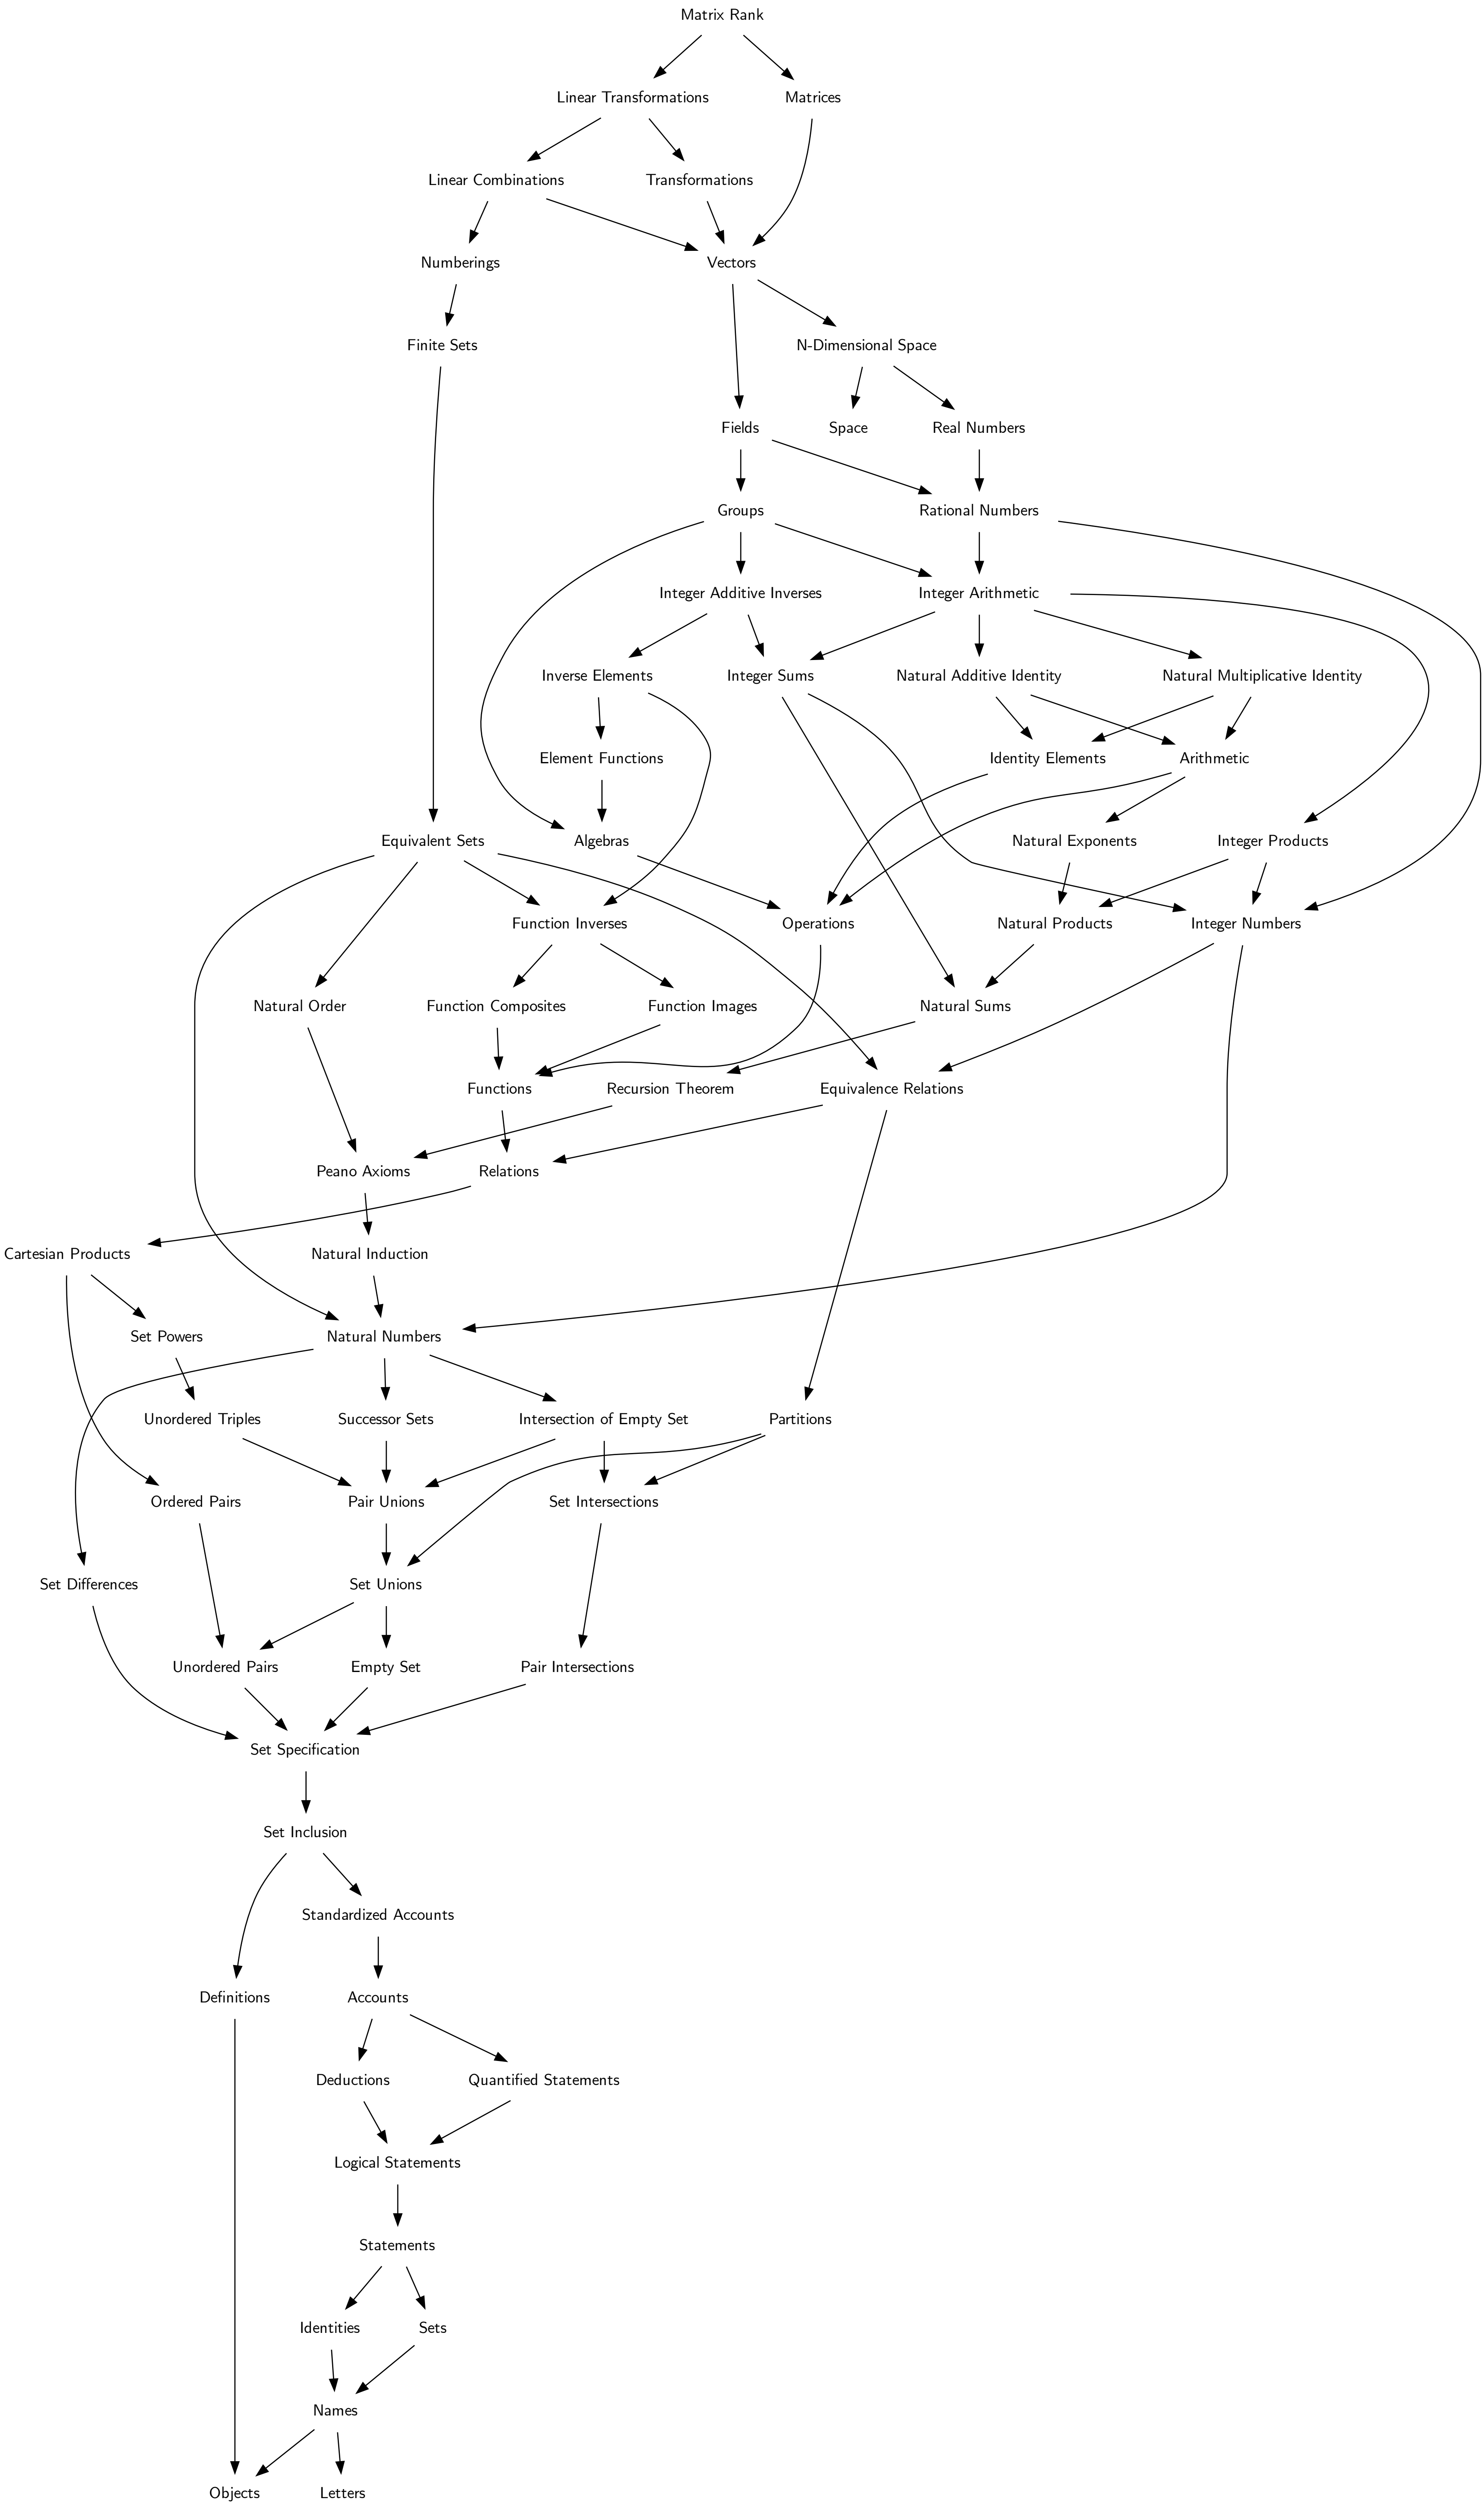 Matrix Rank
Linear Transformations
Matrices
Linear Combinations
Transformations
Numberings
Vectors
Finite Sets
N-Dimensional Space
Fields
Space
Real Numbers
Groups
Rational Numbers
Integer Additive Inverses
Integer Arithmetic
Inverse Elements
Integer Sums
Natural Additive Identity
Natural Multiplicative Identity
Element Functions
Identity Elements
Arithmetic
Equivalent Sets
Algebras
Natural Exponents
Integer Products
Function Inverses
Operations
Natural Products
Integer Numbers
Natural Order
Function Composites
Function Images
Natural Sums
Functions
Recursion Theorem
Equivalence Relations
Peano Axioms
Relations
Cartesian Products
Natural Induction
Set Powers
Natural Numbers
Unordered Triples
Successor Sets
Intersection of Empty Set
Partitions
Ordered Pairs
Pair Unions
Set Intersections
Set Differences
Set Unions
Unordered Pairs
Empty Set
Pair Intersections
Set Specification
Set Inclusion
Standardized Accounts
Definitions
Accounts
Deductions
Quantified Statements
Logical Statements
Statements
Identities
Sets
Names
Objects
Letters